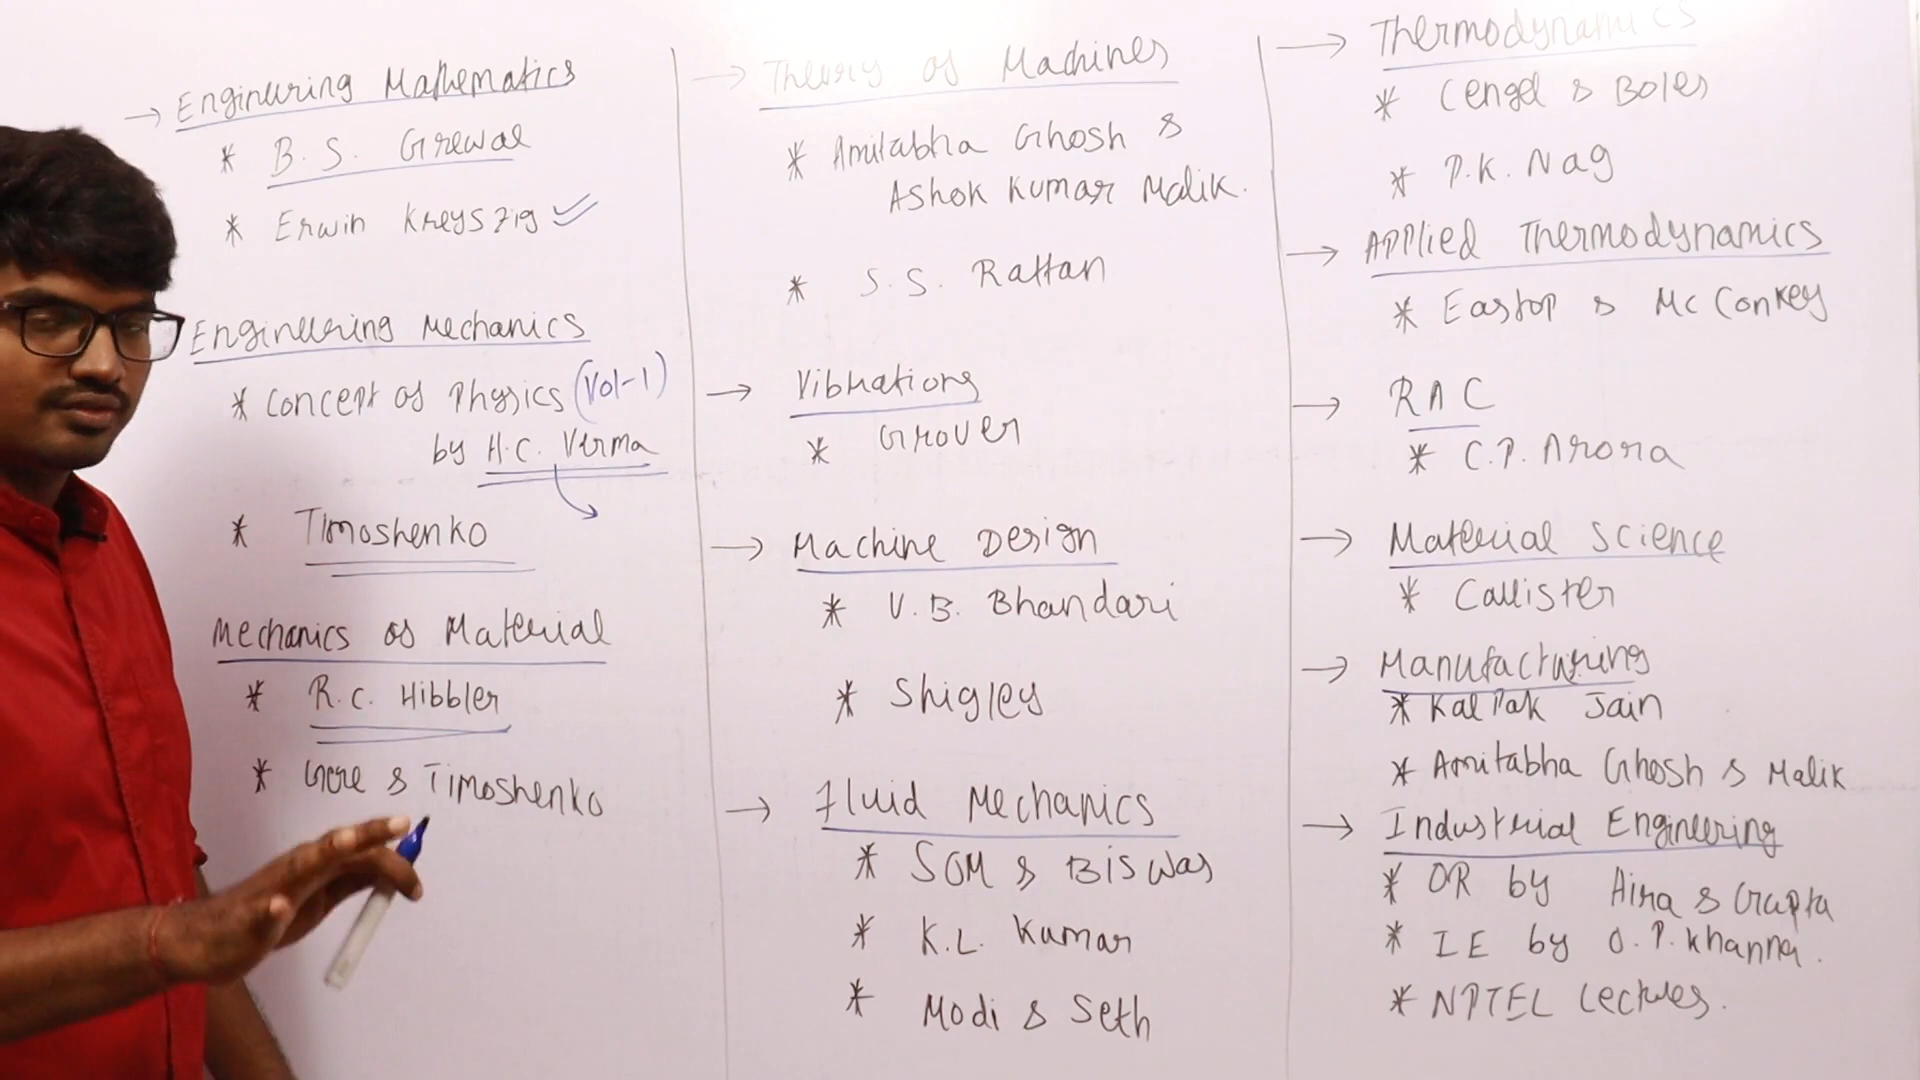 → Engineering Mathematics
* B. S. Grewal
* Erwin Kreyszig
Engineering Mechanics
* Concept of Physics (Vol-1)
by H.C. Verma
* Timoshenko
Mechanics of Material
* R.C. Hibbler
* Gere & Timoshenko
→ Theory of Machines
* Amitabha Ghosh &
Ashok Kumar Malik.
* S. S. Rattan
→ Vibrations
* Grover
→ Machine Design
* V. B. Bhandari
* Shigley
→ Fluid Mechanics
* SOM & Biswas
* K.L. Kumar
* Modi & Seth
→ Thermodynamics
* Cengel & Boles
* P.K. Nag
→ Applied Thermodynamics
* Eastop & Mc Conkey
→ RAC
* C.P. Arora
→ Material Science
* Callister
→ Manufacturing
* Kalpak Jain
* Amitabha Ghosh & Malik
→ Industrial Engineering
* OR by Hira & Gupta
* IE by O.P. Khanna.
* NPTEL Lectures.